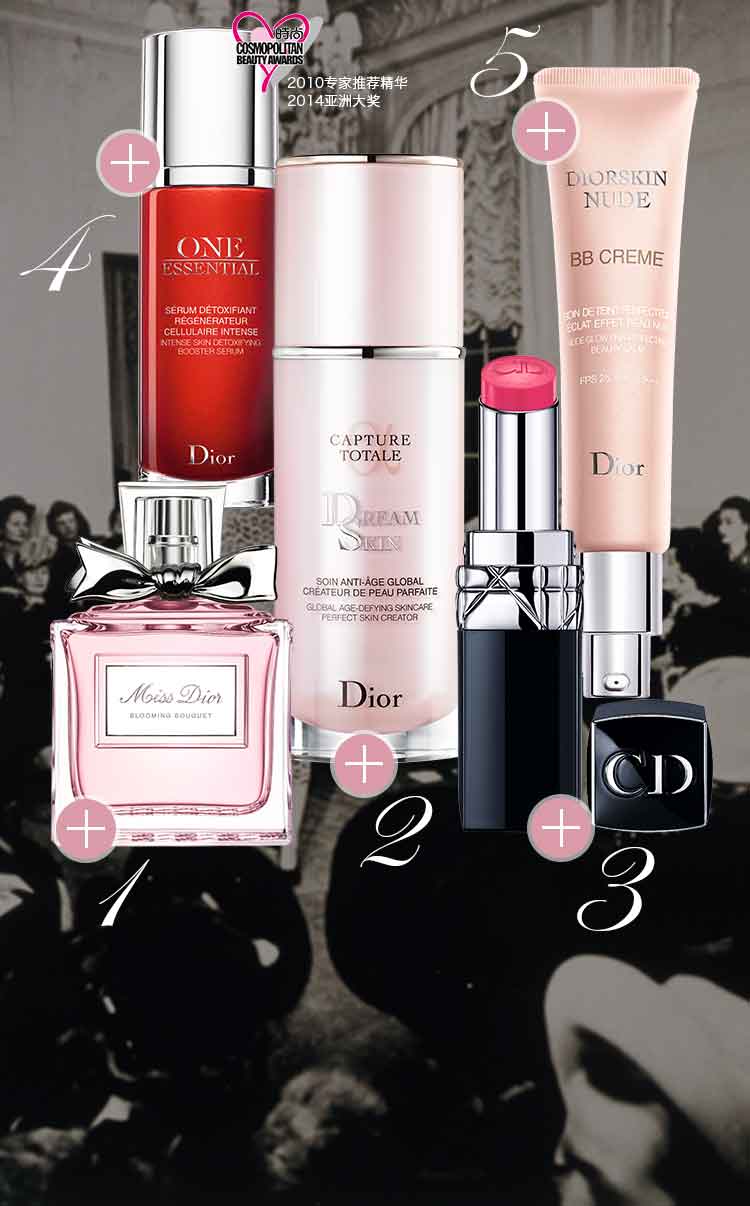 时尚
COSMOPOLITAN
BEAUTY AWARDS
2010专家推荐精华
2014亚洲大奖
5
DIORSKIN
NUDE
BB CREME
FPS 25
Dior
4
ONE
ESSENTIAL
SÉRUM DÉTOXIFIANT
RÉGÉNÉRATEUR
CELLULAIRE INTENSE
INTENSE SKIN DETOXIFYING
BOOSTER SERUM
Dior
CD
CAPTURE
TOTALE
DREAM
SKIN
SOIN ANTI-ÂGE GLOBAL
CRÉATEUR DE PEAU PARFAITE
GLOBAL AGE-DEFYING SKINCARE
PERFECT SKIN CREATOR
Dior
Miss Dior
BLOOMING BOUQUET
CD
1
2
3